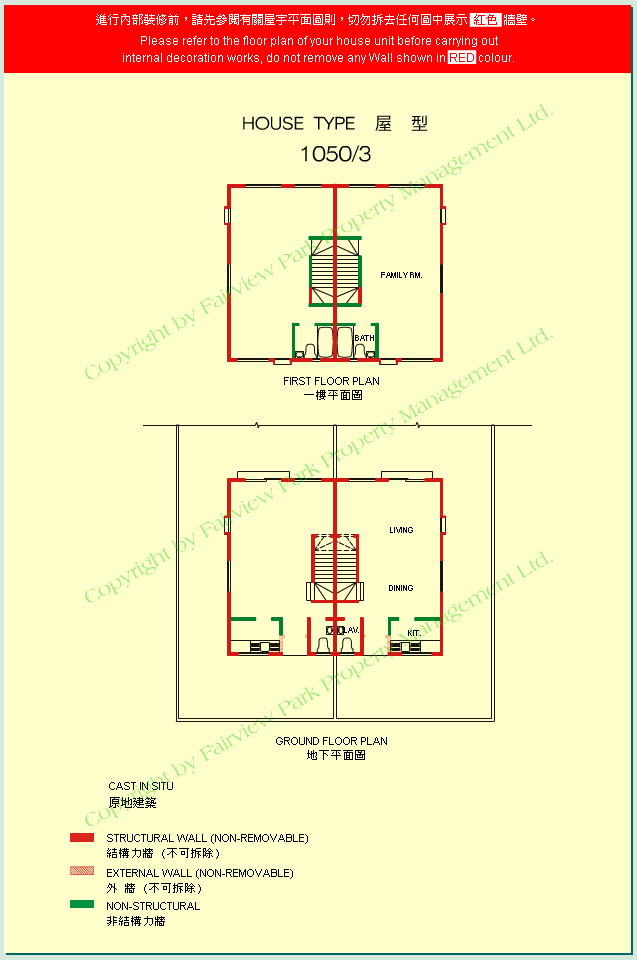 進行內部裝修前，請先參閱有關屋宇平面圖則，切勿拆去任何圖中展示 紅色 牆壁。
Please refer to the floor plan of your house unit before carrying out
internal decoration works, do not remove any Wall shown in RED colour.
HOUSE TYPE 屋 型
1050/3
FAMILY RM.
BATH
FIRST FLOOR PLAN
一樓平面圖
LIVING
DINING
LAV.
KIT.
GROUND FLOOR PLAN
地下平面圖
CAST IN SITU
原地建築
STRUCTURAL WALL (NON-REMOVABLE)
結構力牆 (不可拆除)
EXTERNAL WALL (NON-REMOVABLE)
外 牆 (不可拆除)
NON-STRUCTURAL
非結構力牆
Copyright by Fairview Park Property Management Ltd.
Copyright by Fairview Park Property Management Ltd.
Copyright by Fairview Park Property Management Ltd.